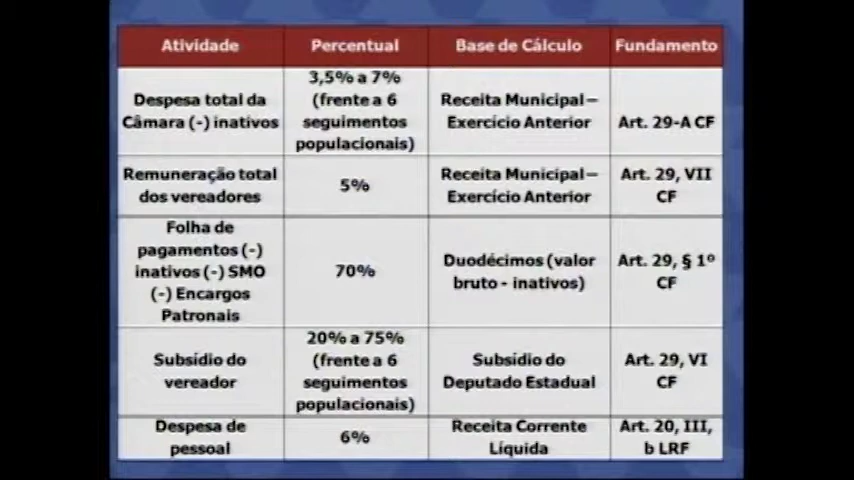 Atividade Percentual Base de Cálculo Fundamento
Despesa total da
Câmara (-) inativos
3,5% a 7%
(frente a 6
seguimentos
populacionais)
Receita Municipal –
Exercício Anterior
Art. 29-A CF
Remuneração total
dos vereadores
5%
Receita Municipal –
Exercício Anterior
Art. 29, VII
CF
Folha de
pagamentos (-)
inativos (-) SMO
(-) Encargos
Patronais
70%
Duodécimos (valor
bruto - inativos)
Art. 29, § 1º
CF
Subsídio do
vereador
20% a 75%
(frente a 6
seguimentos
populacionais)
Subsídio do
Deputado Estadual
Art. 29, VI
CF
Despesa de
pessoal
6%
Receita Corrente
Líquida
Art. 20, III,
b LRF